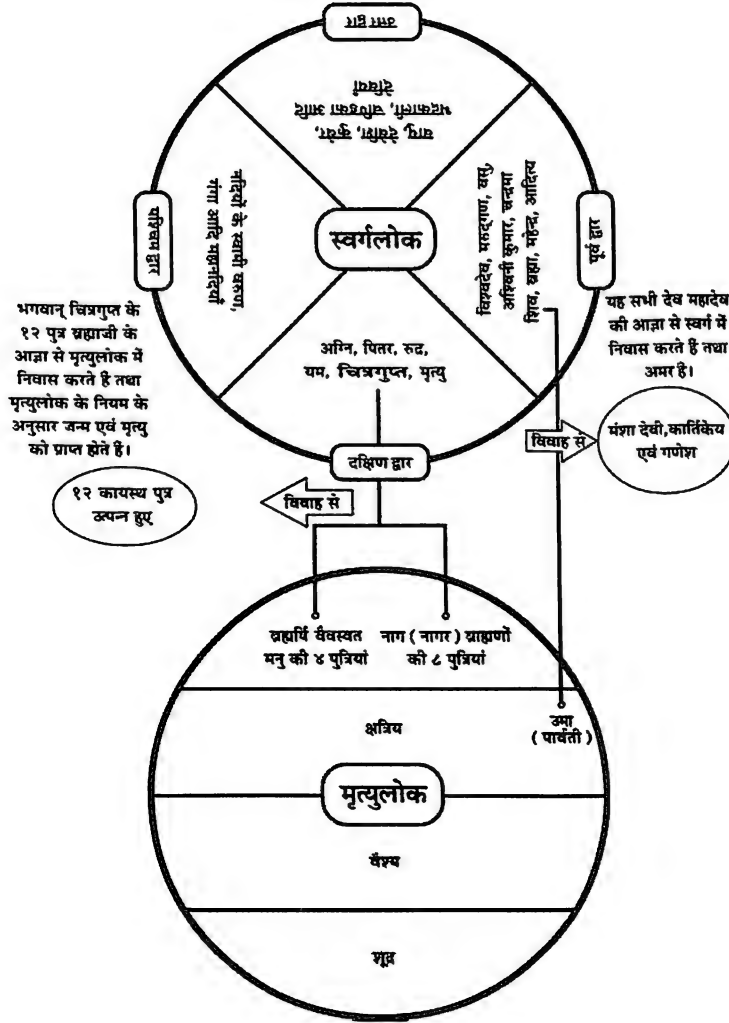 उत्तर द्वार
वायु, देवेशि, कुबेर,
भद्रकाली, चण्डिका आदि
देवियां
पश्चिम द्वार
नदियों के स्वामी वरुण,
गंगा आदि महानदियां
स्वर्गलोक
विश्वदेव, मरुद्गण, वसु,
अश्विनी कुमार, चन्द्रमा
शिव, ब्रह्मा, महेन्द्र, आदित्य
पूर्व द्वार
अग्नि, पितर, रुद्र,
यम, चित्रगुप्त, मृत्यु
दक्षिण द्वार
भगवान् चित्रगुप्त के
१२ पुत्र ब्रह्माजी के
आज्ञा से मृत्युलोक में
निवास करते हैं तथा
मृत्युलोक के नियम के
अनुसार जन्म एवं मृत्यु
को प्राप्त होते हैं।
यह सभी देव महादेव
की आज्ञा से स्वर्ग में
निवास करते हैं तथा
अमर हैं।
विवाह से
मंशा देवी,कार्तिकेय
एवं गणेश
विवाह से
१२ कायस्थ पुत्र
उत्पन्न हुए
ब्रह्मर्षि वैवस्वत
मनु की ४ पुत्रियां
नाग ( नागर ) ब्राह्मणों
की ८ पुत्रियां
क्षत्रिय
उमा
( पार्वती )
मृत्युलोक
वैश्य
शूद्र